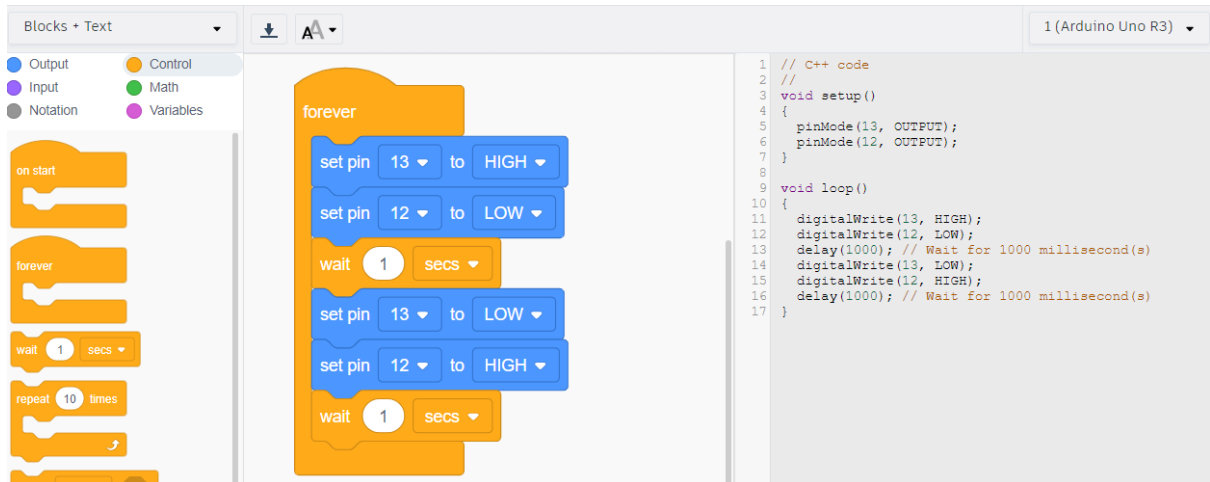 Blocks + Text
1 (Arduino Uno R3)
Output
Control
Input
Math
Notation
Variables
on start
forever
wait 1 secs
repeat 10 times
forever
set pin 13 to HIGH
set pin 12 to LOW
wait 1 secs
set pin 13 to LOW
set pin 12 to HIGH
wait 1 secs
1 // C++ code
2 //
3 void setup()
4 {
5 pinMode(13, OUTPUT);
6 pinMode(12, OUTPUT);
7 }
8
9 void loop()
10 {
11 digitalWrite(13, HIGH);
12 digitalWrite(12, LOW);
13 delay(1000); // Wait for 1000 millisecond(s)
14 digitalWrite(13, LOW);
15 digitalWrite(12, HIGH);
16 delay(1000); // Wait for 1000 millisecond(s)
17 }